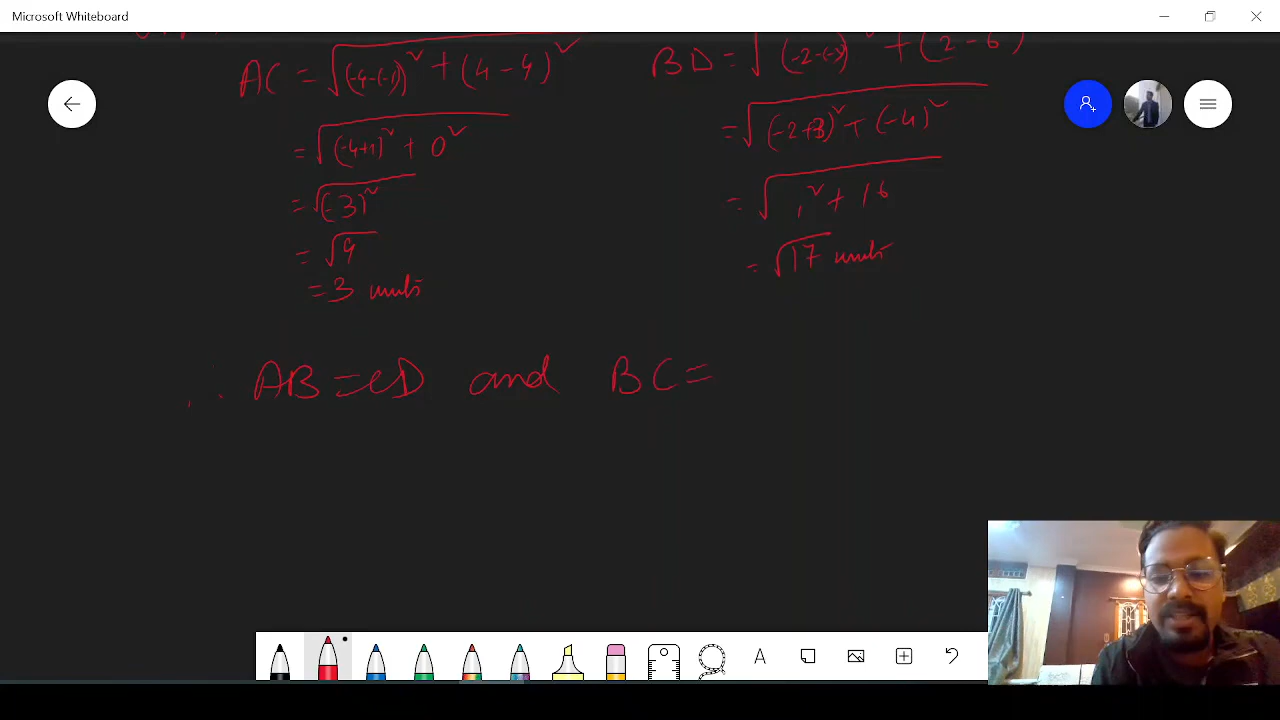 Microsoft Whiteboard
AC = √(-4-(-1))² + (4-4)²
= √(-4+1)² + 0²
= √(-3)²
= √9
= 3 units
BD = √(-2-(-3))² + (2-6)²
= √(-2+3)² + (-4)²
= √1² + 16
= √17 units
∴ AB = CD and BC =
A